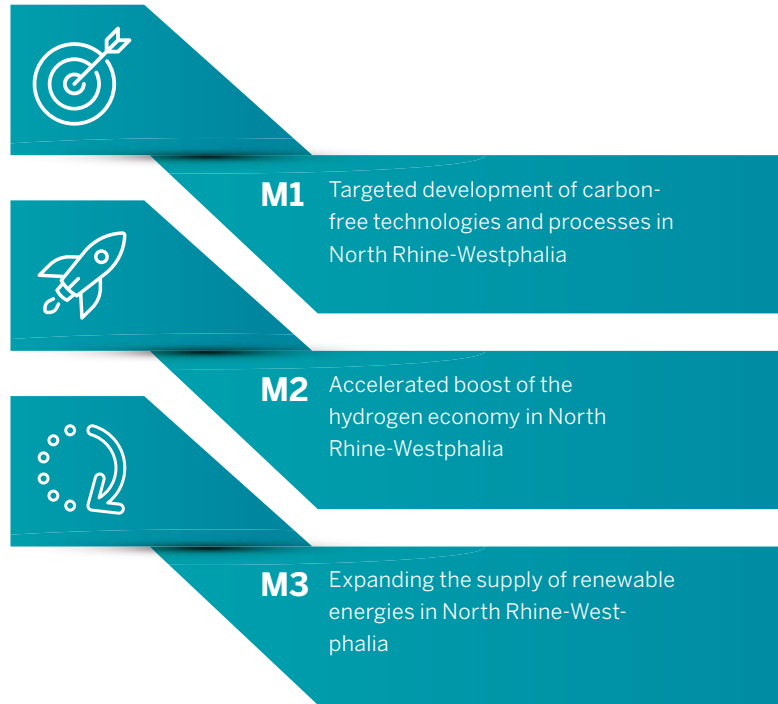 M1 Targeted development of carbon-
free technologies and processes in
North Rhine-Westphalia
M2 Accelerated boost of the
hydrogen economy in North
Rhine-Westphalia
M3 Expanding the supply of renewable
energies in North Rhine-West-
phalia